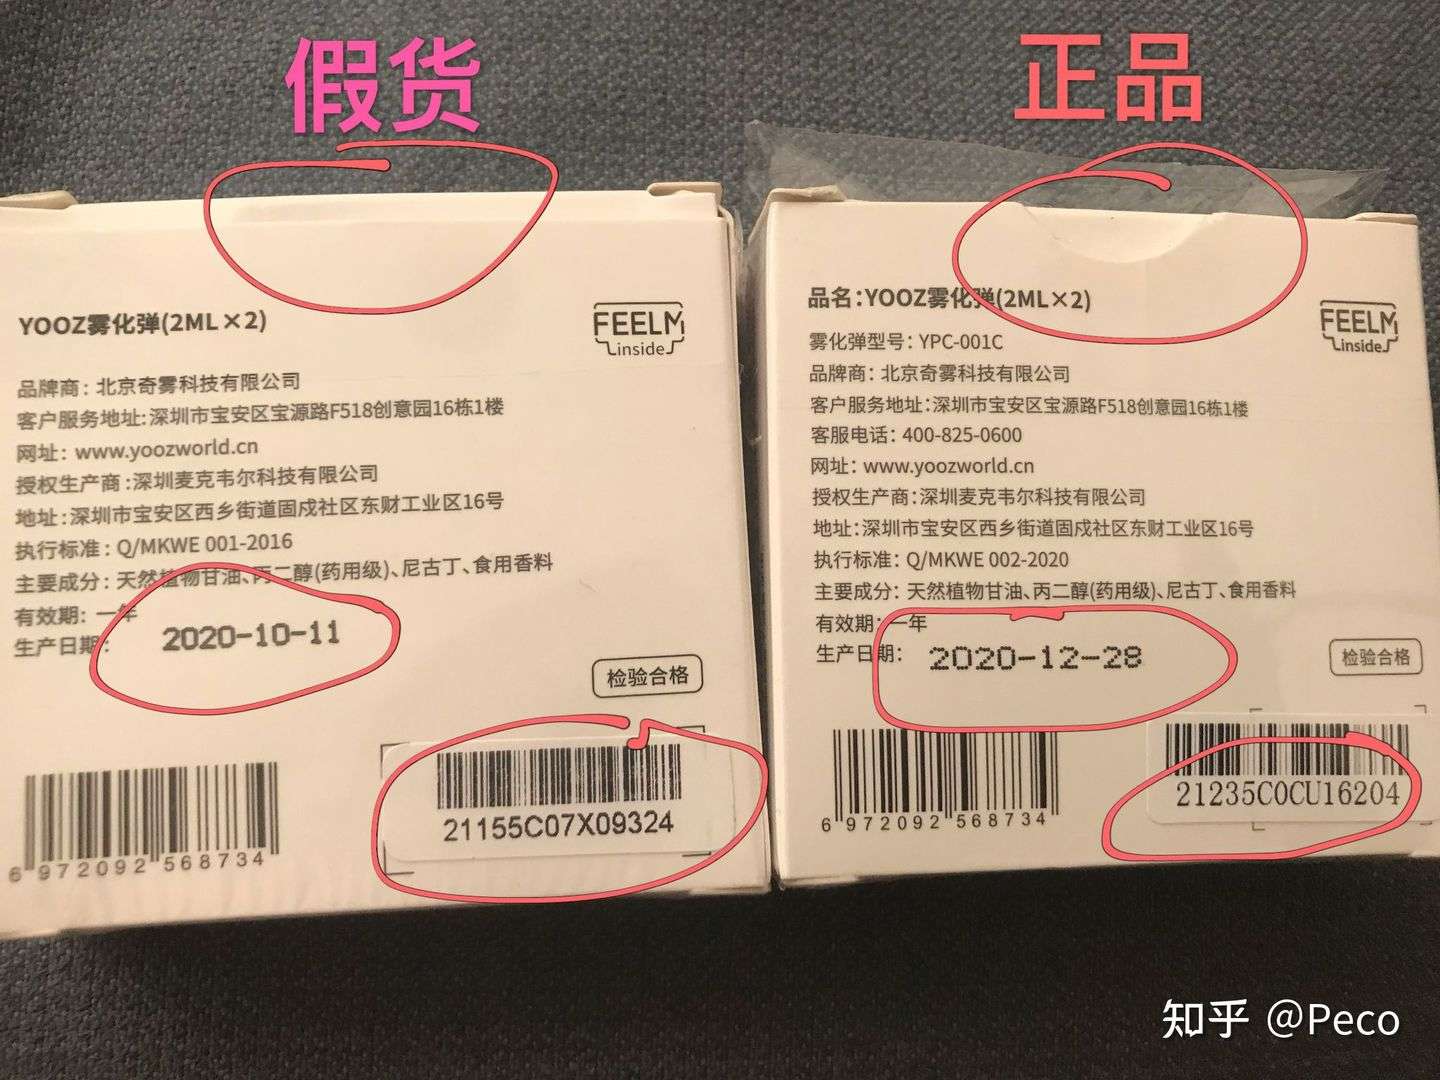 假货
YOOZ雾化弹(2ML×2)
FEELM
inside
品牌商：北京奇雾科技有限公司
客户服务地址:深圳市宝安区宝源路F518创意园16栋1楼
网址：www.yoozworld.cn
授权生产商:深圳麦克韦尔科技有限公司
地址:深圳市宝安区西乡街道固戍社区东财工业区16号
执行标准：Q/MKWE 001-2016
主要成分：天然植物甘油、丙二醇(药用级)、尼古丁、食用香料
有效期：一年
生产日期：2020-10-11
检验合格
6 972092 568734
21155C07X09324
正品
品名:YOOZ雾化弹(2ML×2)
FEELM
inside
雾化弹型号：YPC-001C
品牌商：北京奇雾科技有限公司
客户服务地址:深圳市宝安区宝源路F518创意园16栋1楼
客服电话：400-825-0600
网址：www.yoozworld.cn
授权生产商:深圳麦克韦尔科技有限公司
地址:深圳市宝安区西乡街道固戍社区东财工业区16号
执行标准：Q/MKWE 002-2020
主要成分：天然植物甘油、丙二醇(药用级)、尼古丁、食用香料
有效期：一年
生产日期：2020-12-28
检验合格
6 972092 568734
21235C0CU16204
知乎 @Peco